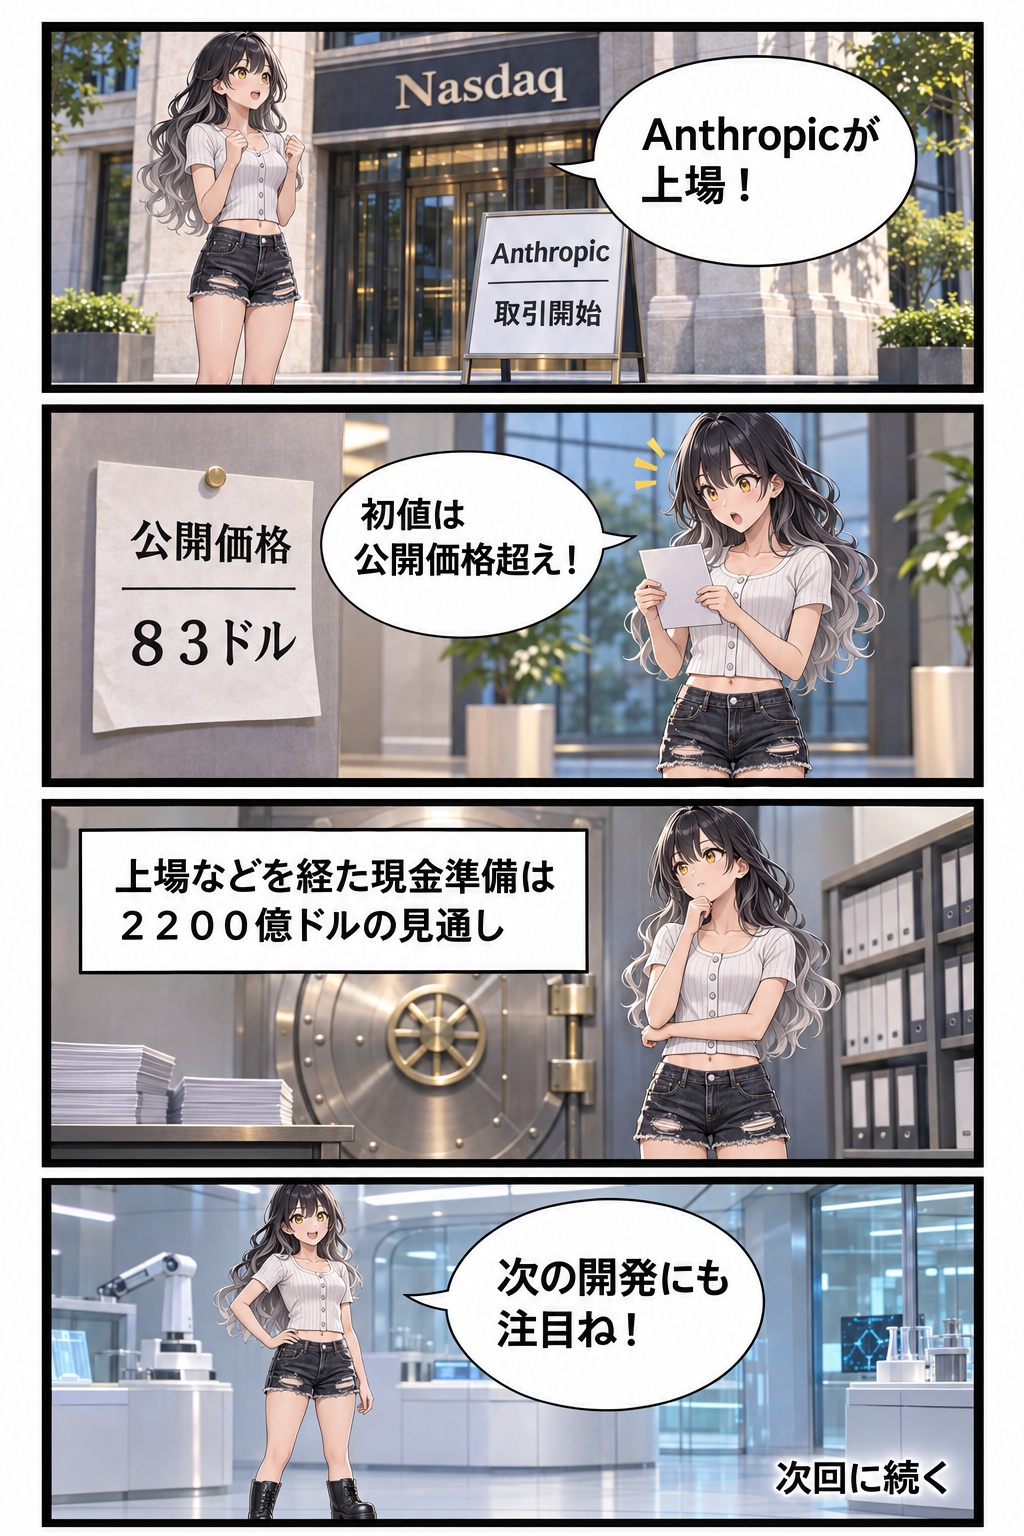 Nasdaq
Anthropicが
上場！
Anthropic
取引開始
公開価格
８３ドル
初値は
公開価格超え！
上場などを経た現金準備は
２２００億ドルの見通し
次の開発にも
注目ね！
次回に続く